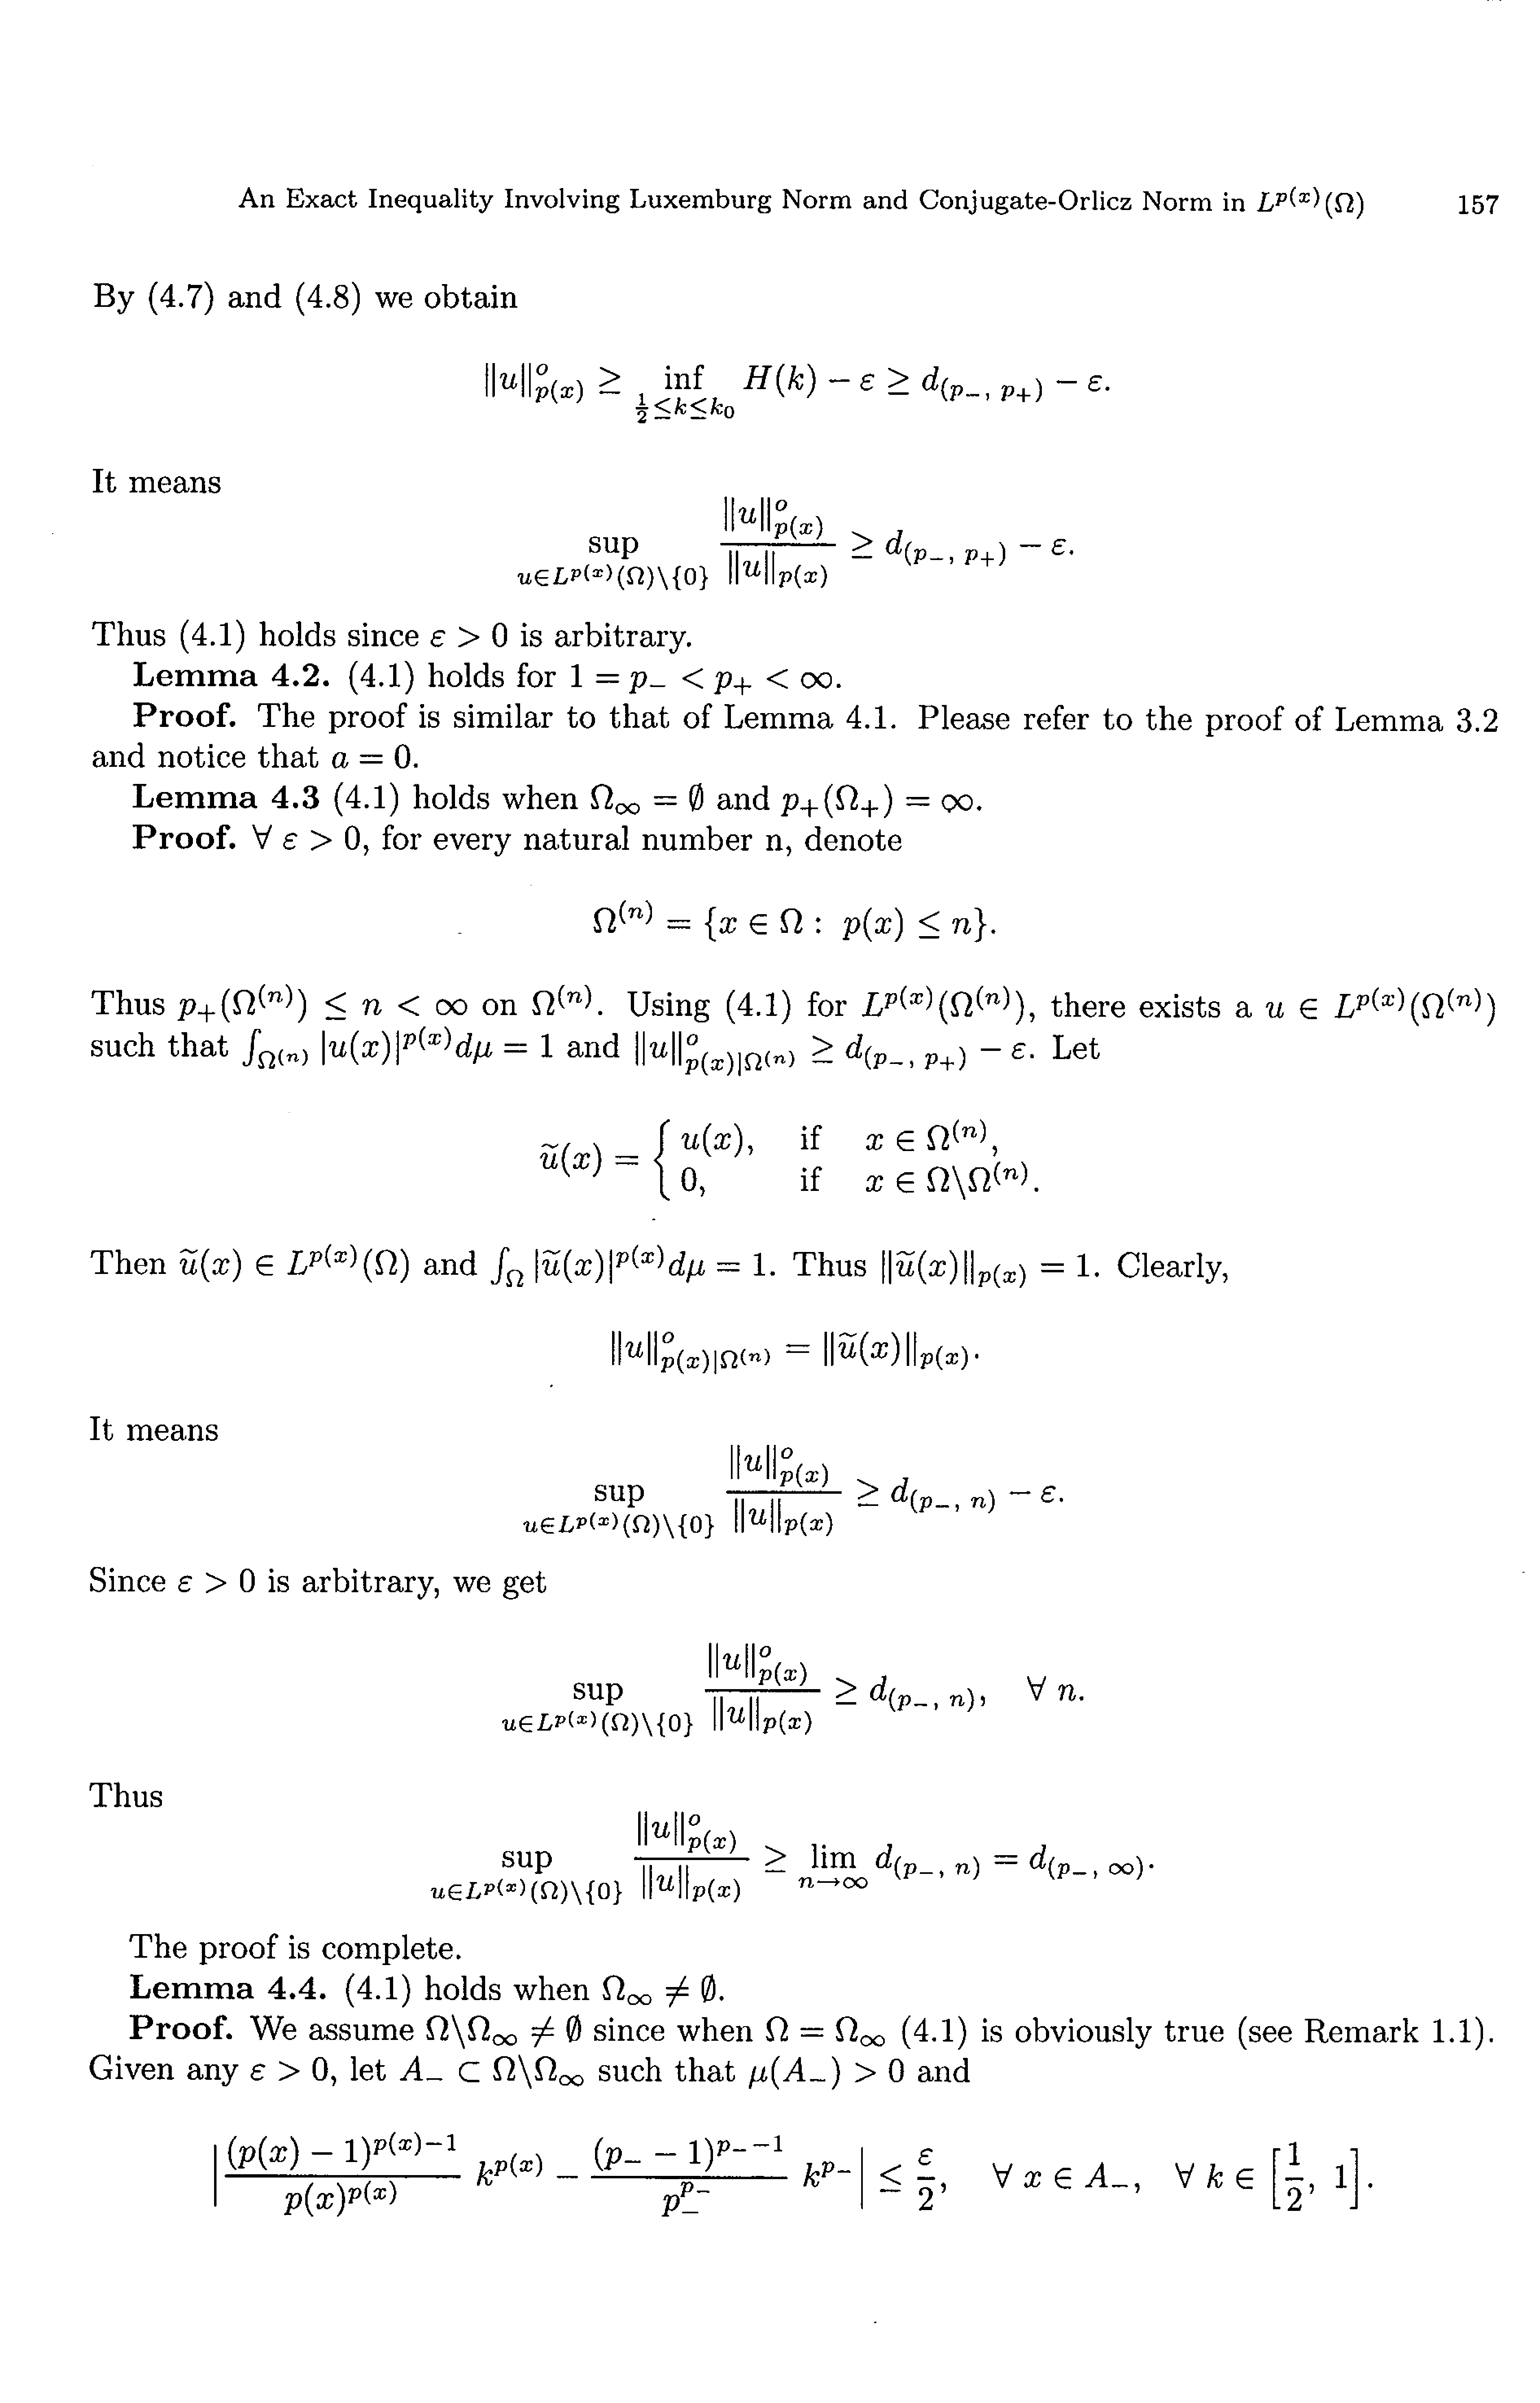 An Exact Inequality Involving Luxemburg Norm and Conjugate-Orlicz Norm in $L^{p(x)}(\Omega)$ 157
By (4.7) and (4.8) we obtain
$\|u\|^o_{p(x)} \geq \inf_{\frac{1}{2} \leq k \leq k_0} H(k) - \varepsilon \geq d_{(p_-,\, p_+)} - \varepsilon.$
It means
$\sup_{u \in L^{p(x)}(\Omega) \backslash \{0\}} \frac{\|u\|^o_{p(x)}}{\|u\|_{p(x)}} \geq d_{(p_-,\, p_+)} - \varepsilon.$
Thus (4.1) holds since $\varepsilon > 0$ is arbitrary.
Lemma 4.2. (4.1) holds for $1 = p_- < p_+ < \infty$.
Proof. The proof is similar to that of Lemma 4.1. Please refer to the proof of Lemma 3.2
and notice that $a = 0$.
Lemma 4.3 (4.1) holds when $\Omega_\infty = \emptyset$ and $p_+(\Omega_+) = \infty$.
Proof. $\forall\, \varepsilon > 0$, for every natural number n, denote
$\Omega^{(n)} = \{x \in \Omega : \ p(x) \leq n\}.$
Thus $p_+(\Omega^{(n)}) \leq n < \infty$ on $\Omega^{(n)}$. Using (4.1) for $L^{p(x)}(\Omega^{(n)})$, there exists a $u \in L^{p(x)}(\Omega^{(n)})$
such that $\int_{\Omega^{(n)}} |u(x)|^{p(x)} d\mu = 1$ and $\|u\|^o_{p(x)|\Omega^{(n)}} \geq d_{(p_-,\, p_+)} - \varepsilon$. Let
$\widetilde{u}(x) = \begin{cases} u(x), & \text{if } x \in \Omega^{(n)}, \\ 0, & \text{if } x \in \Omega \backslash \Omega^{(n)}. \end{cases}$
Then $\widetilde{u}(x) \in L^{p(x)}(\Omega)$ and $\int_\Omega |\widetilde{u}(x)|^{p(x)} d\mu = 1$. Thus $\|\widetilde{u}(x)\|_{p(x)} = 1$. Clearly,
$\|u\|^o_{p(x)|\Omega^{(n)}} = \|\widetilde{u}(x)\|_{p(x)}.$
It means
$\sup_{u \in L^{p(x)}(\Omega) \backslash \{0\}} \frac{\|u\|^o_{p(x)}}{\|u\|_{p(x)}} \geq d_{(p_-,\, n)} - \varepsilon.$
Since $\varepsilon > 0$ is arbitrary, we get
$\sup_{u \in L^{p(x)}(\Omega) \backslash \{0\}} \frac{\|u\|^o_{p(x)}}{\|u\|_{p(x)}} \geq d_{(p_-,\, n)}, \quad \forall\, n.$
Thus
$\sup_{u \in L^{p(x)}(\Omega) \backslash \{0\}} \frac{\|u\|^o_{p(x)}}{\|u\|_{p(x)}} \geq \lim_{n \to \infty} d_{(p_-,\, n)} = d_{(p_-,\, \infty)}.$
The proof is complete.
Lemma 4.4. (4.1) holds when $\Omega_\infty \neq \emptyset$.
Proof. We assume $\Omega \backslash \Omega_\infty \neq \emptyset$ since when $\Omega = \Omega_\infty$ (4.1) is obviously true (see Remark 1.1).
Given any $\varepsilon > 0$, let $A_- \subset \Omega \backslash \Omega_\infty$ such that $\mu(A_-) > 0$ and
$\left| \frac{(p(x) - 1)^{p(x)-1}}{p(x)^{p(x)}} k^{p(x)} - \frac{(p_- - 1)^{p_- - 1}}{p_-^{p_-}} k^{p_-} \right| \leq \frac{\varepsilon}{2}, \quad \forall\, x \in A_-, \quad \forall\, k \in \left[ \frac{1}{2}, 1 \right].$